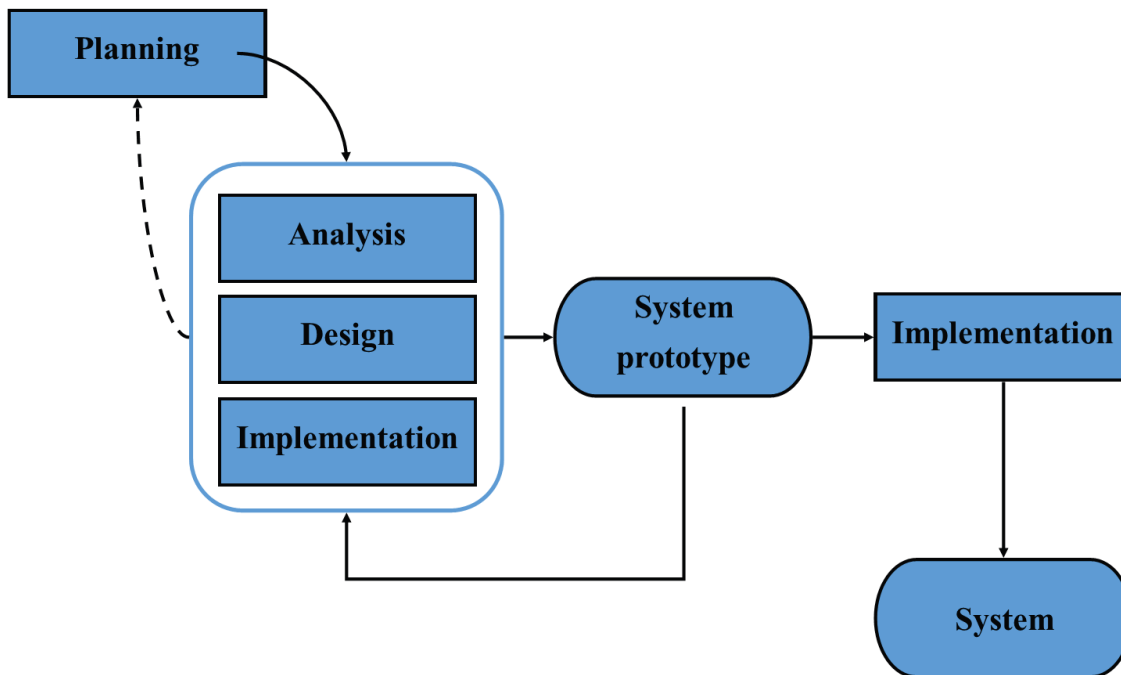 Planning
Analysis
Design
Implementation
System
prototype
Implementation
System